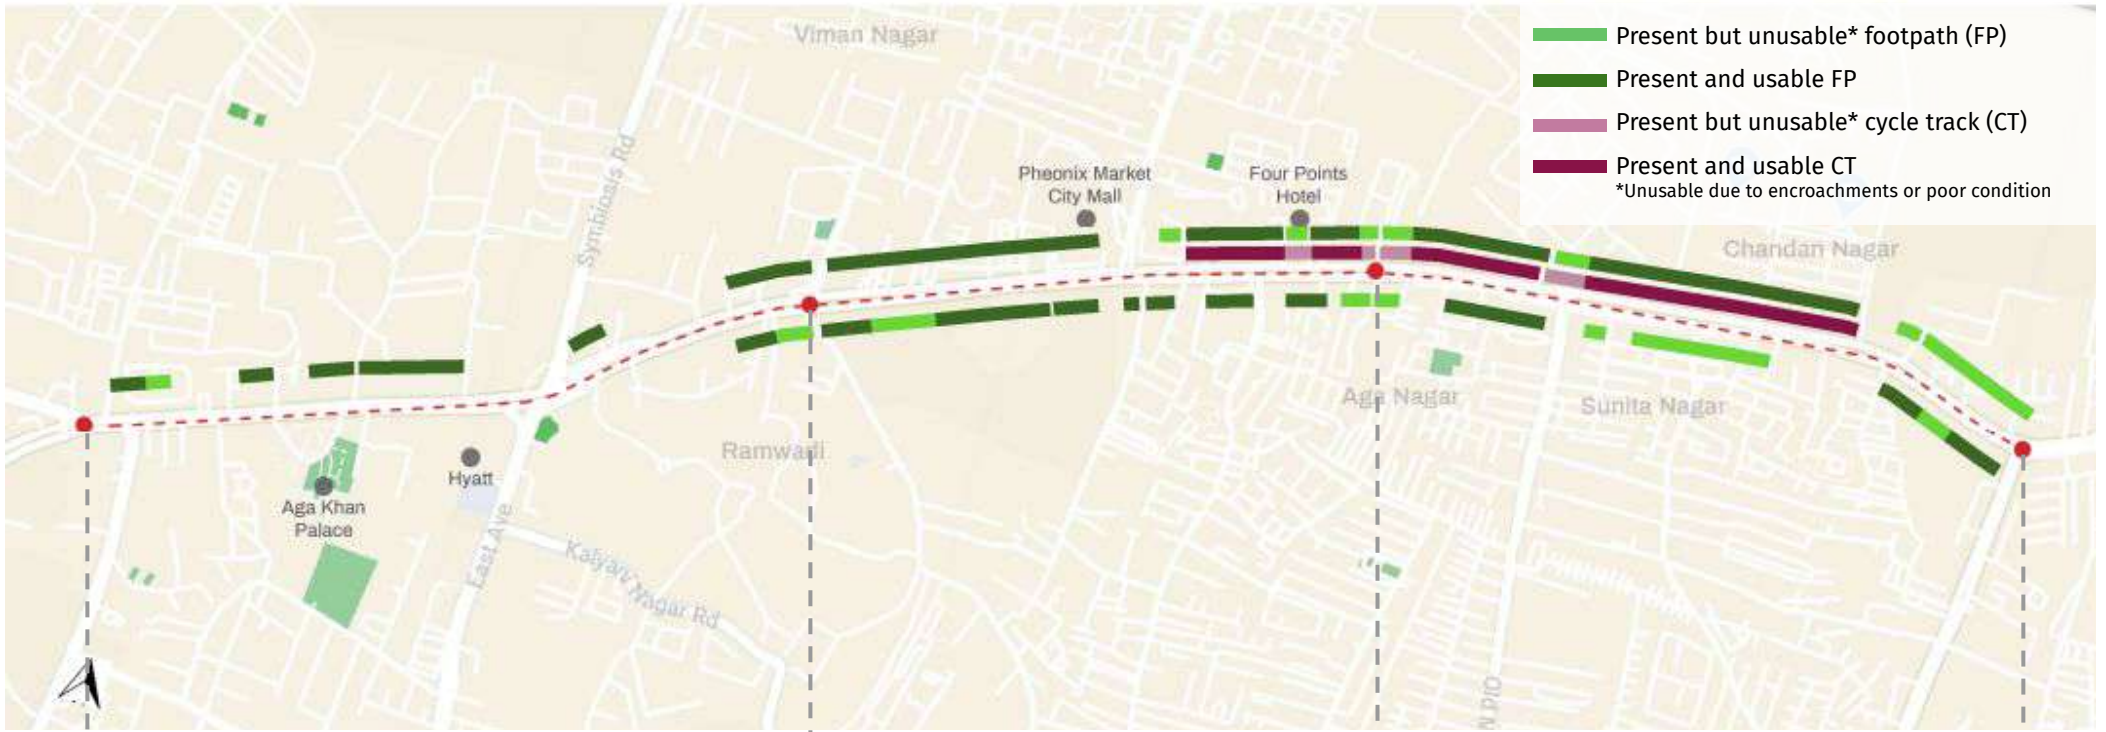 Viman Nagar
Present but unusable* footpath (FP)
Present and usable FP
Present but unusable* cycle track (CT)
Present and usable CT
*Unusable due to encroachments or poor condition
Symbiosis Rd
Pheonix Market
City Mall
Four Points
Hotel
Chandan Nagar
Aga Nagar
Sunita Nagar
Ramwadi
Hyatt
Aga Khan
Palace
East Ave
Kalyani Nagar Rd